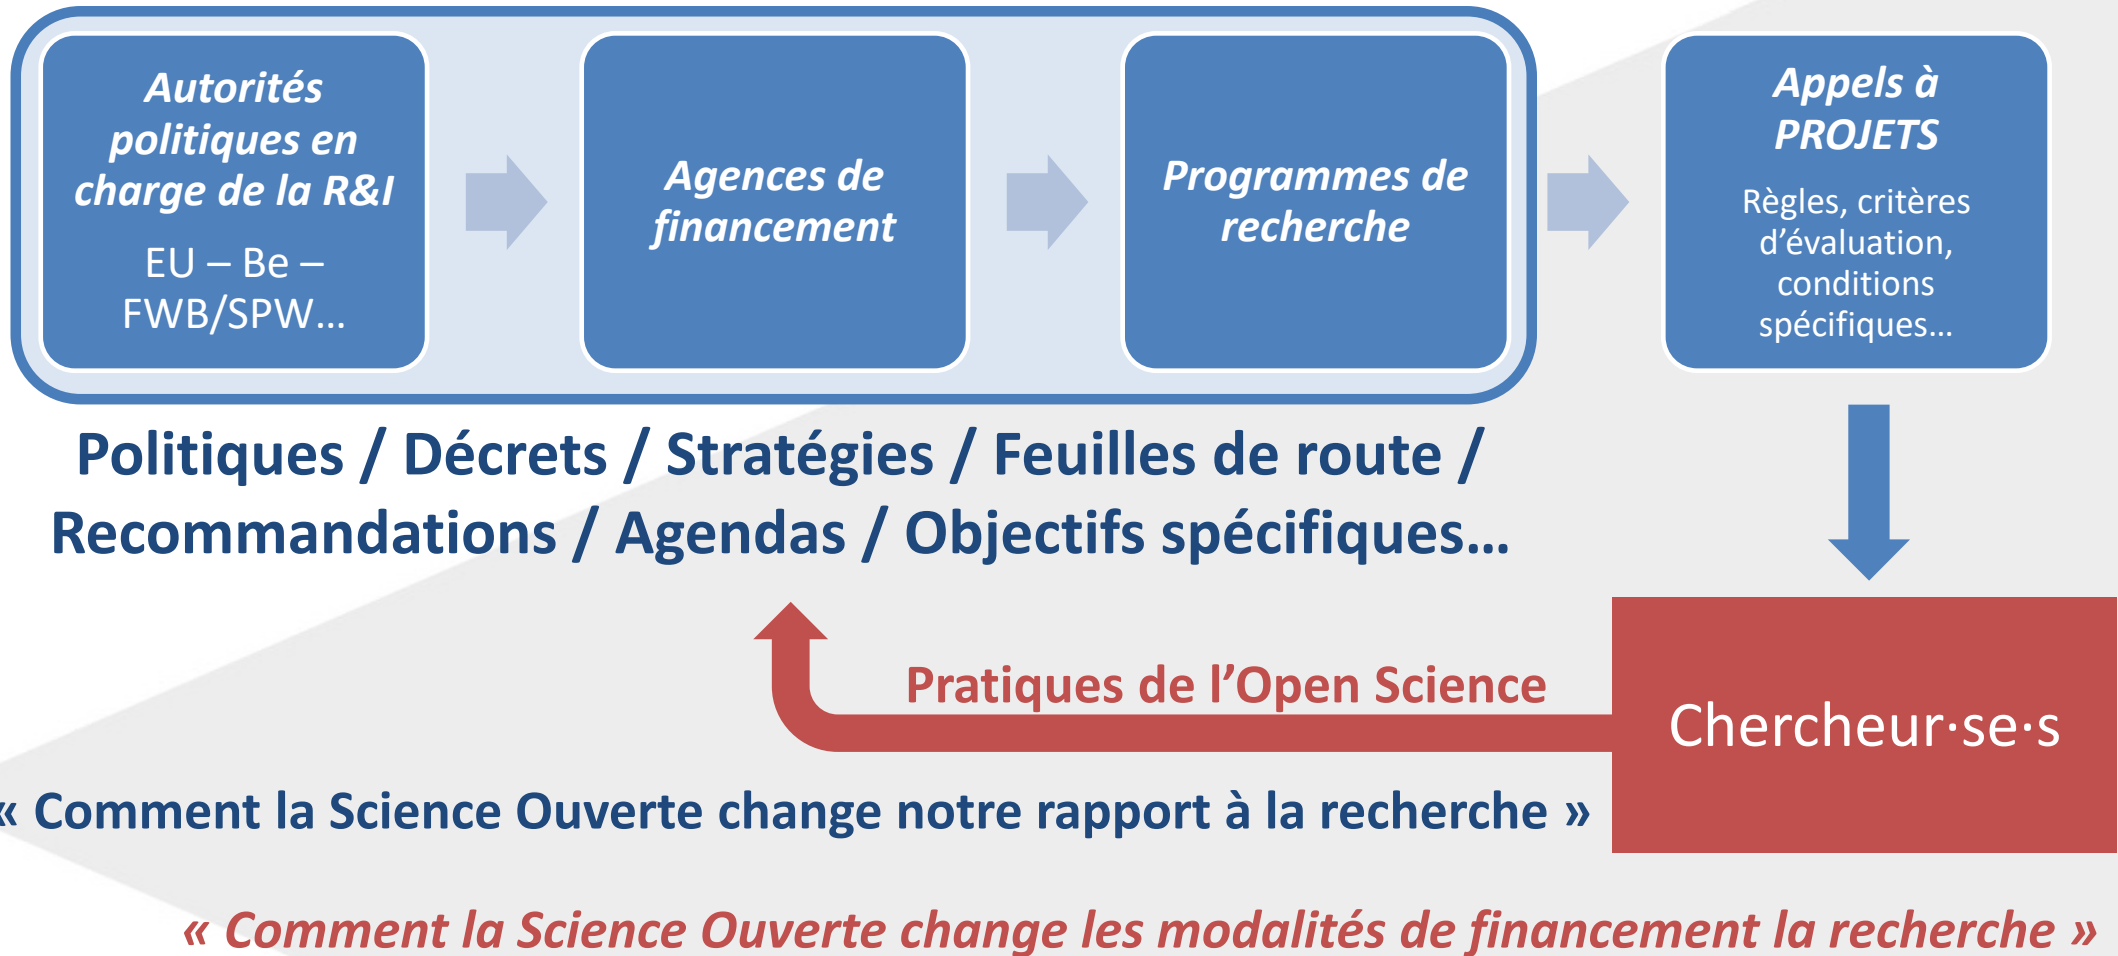 Autorités
politiques en
charge de la R&I
EU – Be –
FWB/SPW…
Agences de
financement
Programmes de
recherche
Appels à
PROJETS
Règles, critères
d’évaluation,
conditions
spécifiques…
Politiques / Décrets / Stratégies / Feuilles de route /
Recommandations / Agendas / Objectifs spécifiques…
Pratiques de l’Open Science
Chercheur·se·s
« Comment la Science Ouverte change notre rapport à la recherche »
« Comment la Science Ouverte change les modalités de financement la recherche »